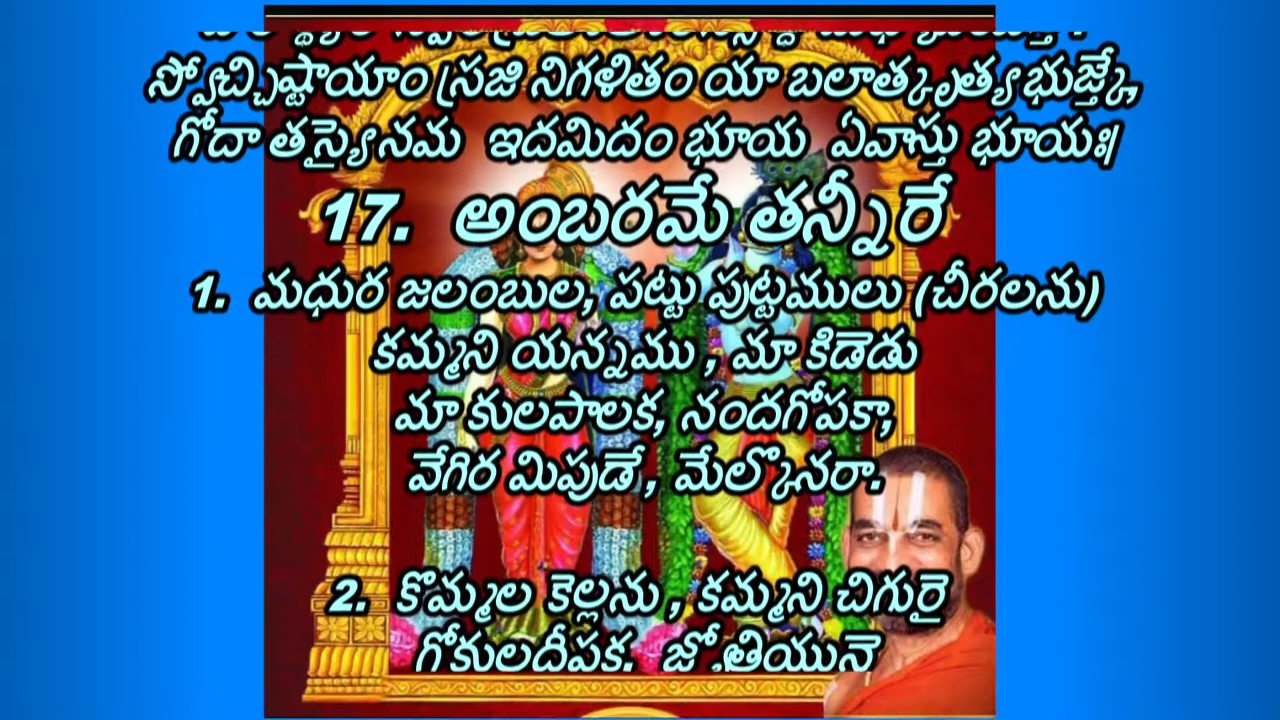 స్వోచ్చిష్టాయాం స్రజి నిగళితం యా బలాత్కృత్య భుజ్త్కే,
గోదా తస్యైనమ ఇదమిదం భూయ ఏవాస్తు భూయః|
17. అంబరమే తన్నీరే
1. మధుర జలంబుల, పట్టు పుట్టములు (చీరలను)
కమ్మని యన్నము , మా కిడెడు
మా కులపాలక, నందగోపకా,
వేగిర మిపుడే , మేల్కొనరా.
2. కొమ్మల కెల్లను , కమ్మని చిగురై
గోకులదీపక, జ్యోతియునై